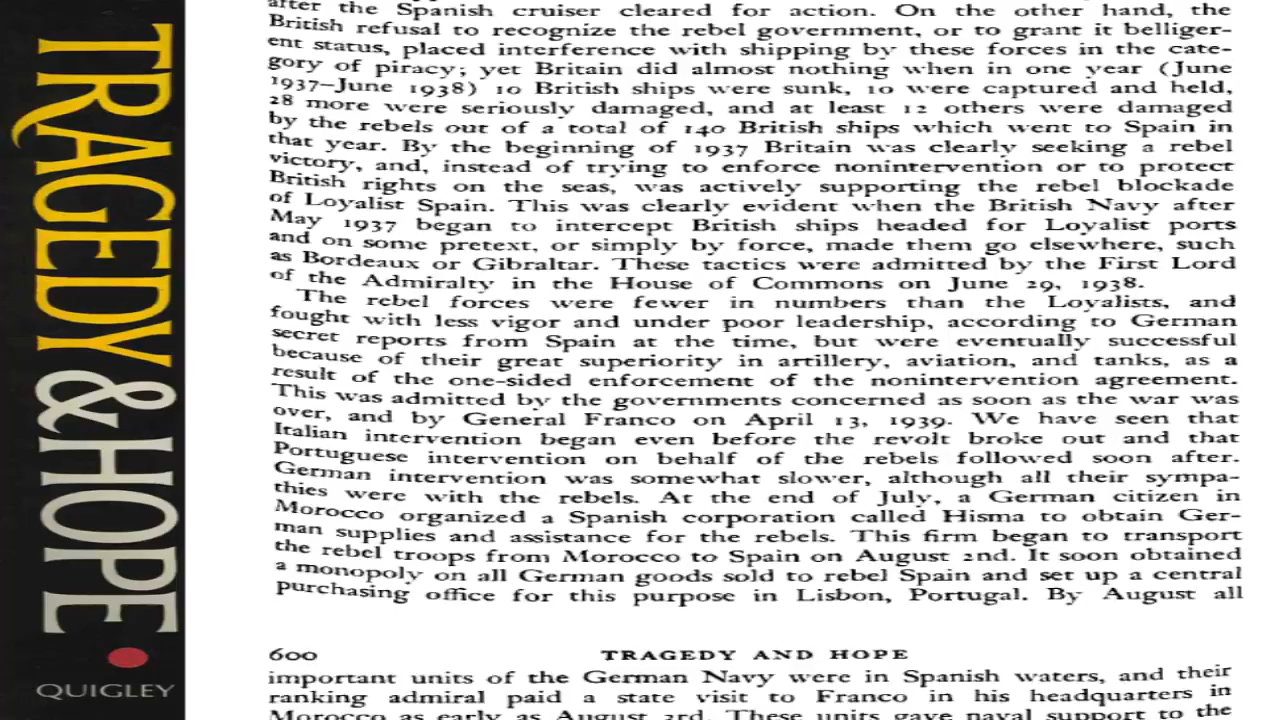 TRAGEDY & HOPE
QUIGLEY
after the Spanish cruiser cleared for action. On the other hand, the
British refusal to recognize the rebel government, or to grant it belliger-
ent status, placed interference with shipping by these forces in the cate-
gory of piracy; yet Britain did almost nothing when in one year (June
1937–June 1938) 10 British ships were sunk, 10 were captured and held,
28 more were seriously damaged, and at least 12 others were damaged
by the rebels out of a total of 140 British ships which went to Spain in
that year. By the beginning of 1937 Britain was clearly seeking a rebel
victory, and, instead of trying to enforce nonintervention or to protect
British rights on the seas, was actively supporting the rebel blockade
of Loyalist Spain. This was clearly evident when the British Navy after
May 1937 began to intercept British ships headed for Loyalist ports
and on some pretext, or simply by force, made them go elsewhere, such
as Bordeaux or Gibraltar. These tactics were admitted by the First Lord
of the Admiralty in the House of Commons on June 29, 1938.
The rebel forces were fewer in numbers than the Loyalists, and
fought with less vigor and under poor leadership, according to German
secret reports from Spain at the time, but were eventually successful
because of their great superiority in artillery, aviation, and tanks, as a
result of the one-sided enforcement of the nonintervention agreement.
This was admitted by the governments concerned as soon as the war was
over, and by General Franco on April 13, 1939. We have seen that
Italian intervention began even before the revolt broke out and that
Portuguese intervention on behalf of the rebels followed soon after.
German intervention was somewhat slower, although all their sympa-
thies were with the rebels. At the end of July, a German citizen in
Morocco organized a Spanish corporation called Hisma to obtain Ger-
man supplies and assistance for the rebels. This firm began to transport
the rebel troops from Morocco to Spain on August 2nd. It soon obtained
a monopoly on all German goods sold to rebel Spain and set up a central
purchasing office for this purpose in Lisbon, Portugal. By August all
600 TRAGEDY AND HOPE
important units of the German Navy were in Spanish waters, and their
ranking admiral paid a state visit to Franco in his headquarters in
Morocco as early as August 3rd. These units gave naval support to the